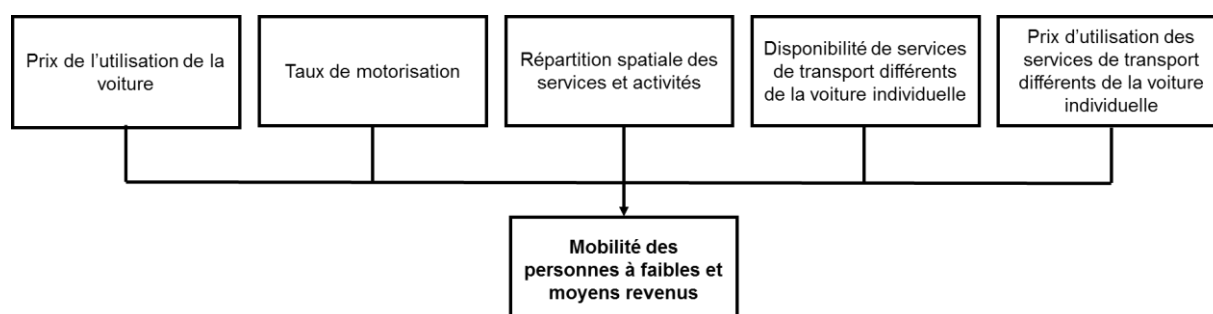 Prix de l’utilisation de la
voiture
Taux de motorisation
Répartition spatiale des
services et activités
Disponibilité de services
de transport différents
de la voiture individuelle
Prix d’utilisation des
services de transport
différents de la voiture
individuelle
Mobilité des
personnes à faibles et
moyens revenus